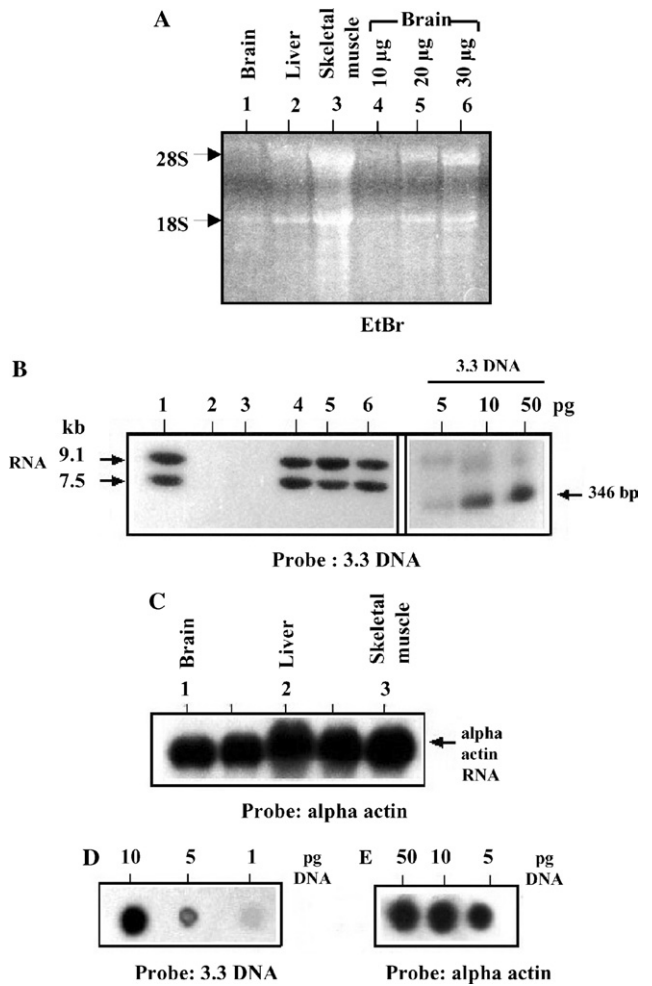 A
Brain
Liver
Skeletal muscle
Brain
10 µg
20 µg
30 µg
1 2 3 4 5 6
28S
18S
EtBr
B
3.3 DNA
1 2 3 4 5 6 5 10 50 pg
kb
RNA 9.1
7.5
346 bp
Probe : 3.3 DNA
C
Brain
Liver
Skeletal muscle
1 2 3
alpha
actin
RNA
Probe: alpha actin
D 10 5 1 pg
DNA
Probe: 3.3 DNA
E 50 10 5 pg
DNA
Probe: alpha actin